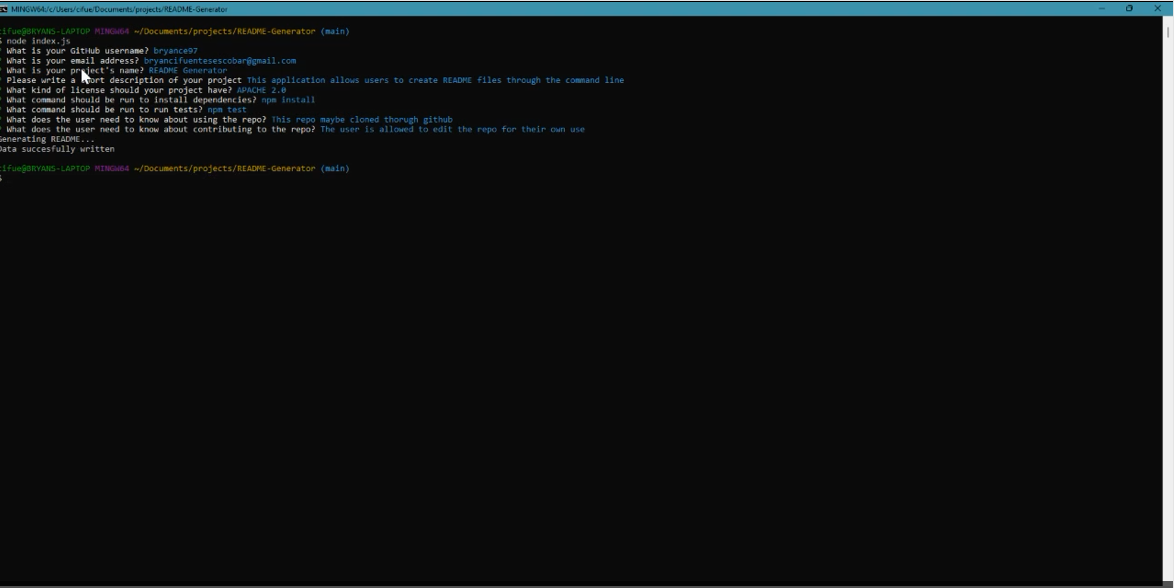 MINGW64:/c/Users/cifue/Documents/projects/README-Generator
cifue@BRYANS-LAPTOP MINGW64 ~/Documents/projects/README-Generator (main)
$ node index.js
? What is your GitHub username? bryance97
? What is your email address? bryancifuentesescobar@gmail.com
? What is your project's name? README Generator
? Please write a short description of your project This application allows users to create README files through the command line
? What kind of license should your project have? APACHE 2.0
? What command should be run to install dependencies? npm install
? What command should be run to run tests? npm test
? What does the user need to know about using the repo? This repo maybe cloned thorugh github
? What does the user need to know about contributing to the repo? The user is allowed to edit the repo for their own use
Generating README...
Data succesfully written
cifue@BRYANS-LAPTOP MINGW64 ~/Documents/projects/README-Generator (main)
$